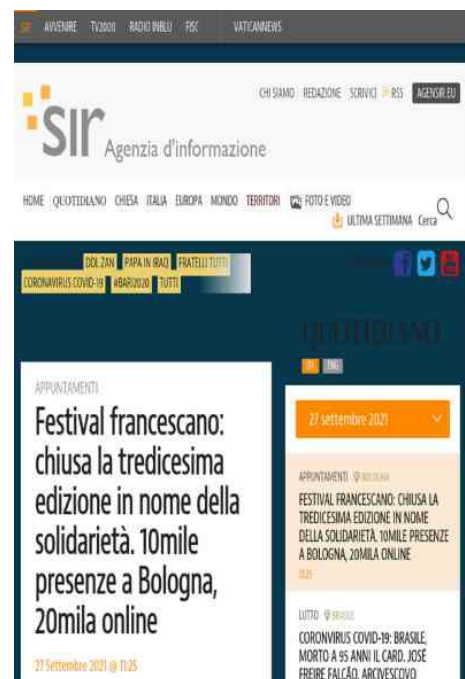 SIR AVVENIRE TV2000 RADIO INBLU FISC VATICANNEWS
CHI SIAMO REDAZIONE SCRIVICI RSS AGENSIR.EU
SIR Agenzia d'informazione
HOME QUOTIDIANO CHIESA ITALIA EUROPA MONDO TERRITORI FOTO E VIDEO
ULTIMA SETTIMANA Cerca
DDL ZAN PAPA IN IRAQ FRATELLI TUTTI
CORONAVIRUS COVID-19 #BARI2020 TUTTI
QUOTIDIANO
ITA ENG
27 settembre 2021
APPUNTAMENTI
Festival francescano:
chiusa la tredicesima
edizione in nome della
solidarietà. 10mile
presenze a Bologna,
20mila online
27 Settembre 2021 @ 11:25
APPUNTAMENTI BOLOGNA
FESTIVAL FRANCESCANO: CHIUSA LA
TREDICESIMA EDIZIONE IN NOME
DELLA SOLIDARIETÀ. 10MILE PRESENZE
A BOLOGNA, 20MILA ONLINE
11:25
LUTTO BRASILE
CORONVIRUS COVID-19: BRASILE,
MORTO A 95 ANNI IL CARD. JOSÉ
FREIRE FALCÃO, ARCIVESCOVO